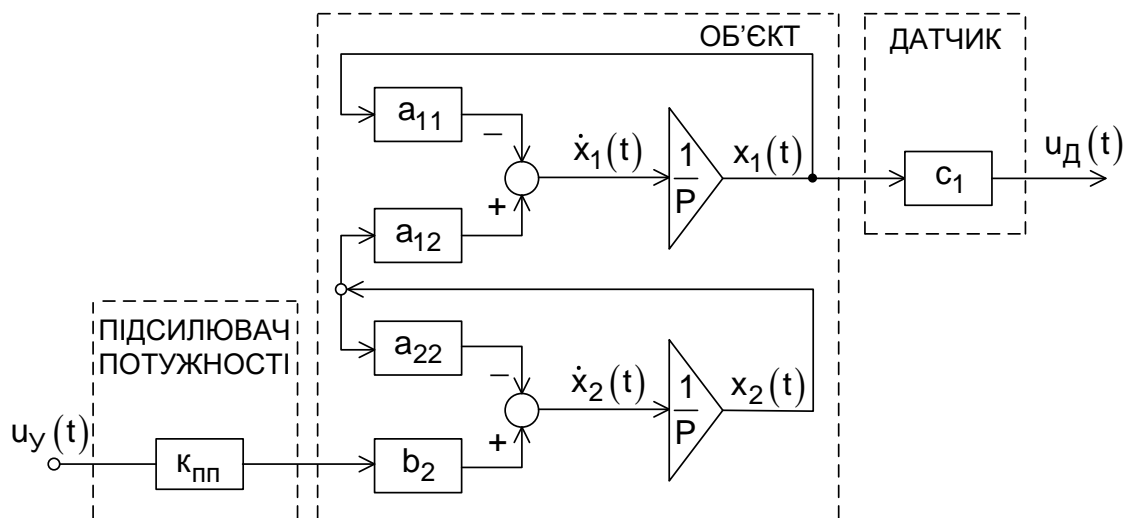 ОБ’ЄКТ
ДАТЧИК
a11
–
+
ẋ1(t)
1
P
x1(t)
c1
uД(t)
a12
ПІДСИЛЮВАЧ
ПОТУЖНОСТІ
a22
–
+
ẋ2(t)
1
P
x2(t)
uУ(t)
кпп
b2